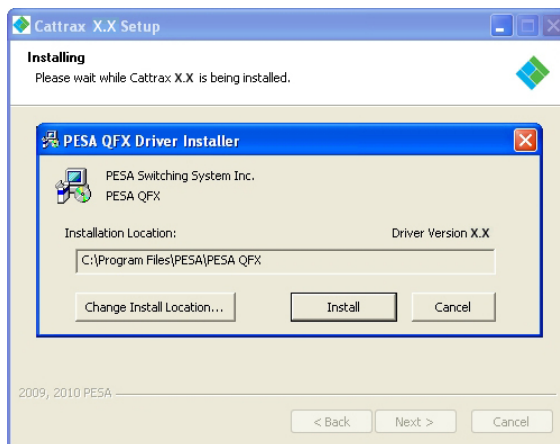 Cattrax X.X Setup
Installing
Please wait while Cattrax X.X is being installed.
PESA QFX Driver Installer
PESA Switching System Inc.
PESA QFX
Installation Location: Driver Version X.X
C:\Program Files\PESA\PESA QFX
Change Install Location... Install Cancel
2009, 2010 PESA
< Back Next > Cancel